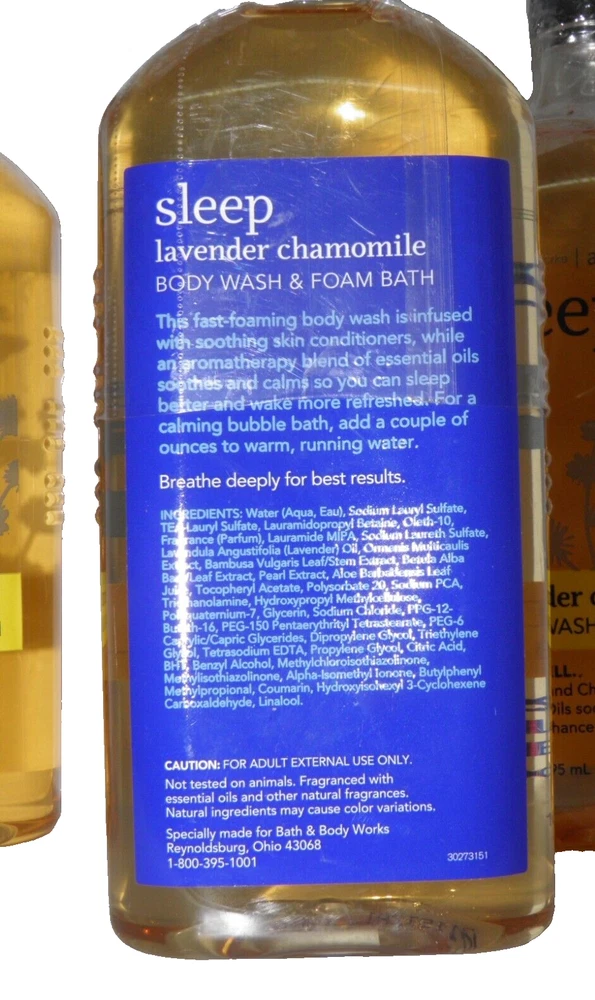 sleep
lavender chamomile
BODY WASH & FOAM BATH
This fast-foaming body wash is infused
with soothing skin conditioners, while
an aromatherapy blend of essential oils
soothes and calms so you can sleep
better and wake more refreshed. For a
calming bubble bath, add a couple of
ounces to warm, running water.
Breathe deeply for best results.
INGREDIENTS: Water (Aqua, Eau), Sodium Lauryl Sulfate,
TEA-Lauryl Sulfate, Lauramidopropyl Betaine, Oleth-10,
Fragrance (Parfum), Lauramide MIPA, Sodium Laureth Sulfate,
Lavandula Angustifolia (Lavender) Oil, Ormenis Multicaulis
Extract, Bambusa Vulgaris Leaf/Stem Extract, Betula Alba
Bark/Leaf Extract, Pearl Extract, Aloe Barbadensis Leaf
Juice, Tocopheryl Acetate, Polysorbate 20, Sodium PCA,
Triethanolamine, Hydroxypropyl Methylcellulose,
Polyquaternium-7, Glycerin, Sodium Chloride, PPG-12-
Buteth-16, PEG-150 Pentaerythrityl Tetrastearate, PEG-6
Caprylic/Capric Glycerides, Dipropylene Glycol, Triethylene
Glycol, Tetrasodium EDTA, Propylene Glycol, Citric Acid,
BHT, Benzyl Alcohol, Methylchloroisothiazolinone,
Methylisothiazolinone, Alpha-Isomethyl Ionone, Butylphenyl
Methylpropional, Coumarin, Hydroxyisohexyl 3-Cyclohexene
Carboxaldehyde, Linalool.
CAUTION: FOR ADULT EXTERNAL USE ONLY.
Not tested on animals. Fragranced with
essential oils and other natural fragrances.
Natural ingredients may cause color variations.
Specially made for Bath & Body Works
Reynoldsburg, Ohio 43068
1-800-395-1001
30273151